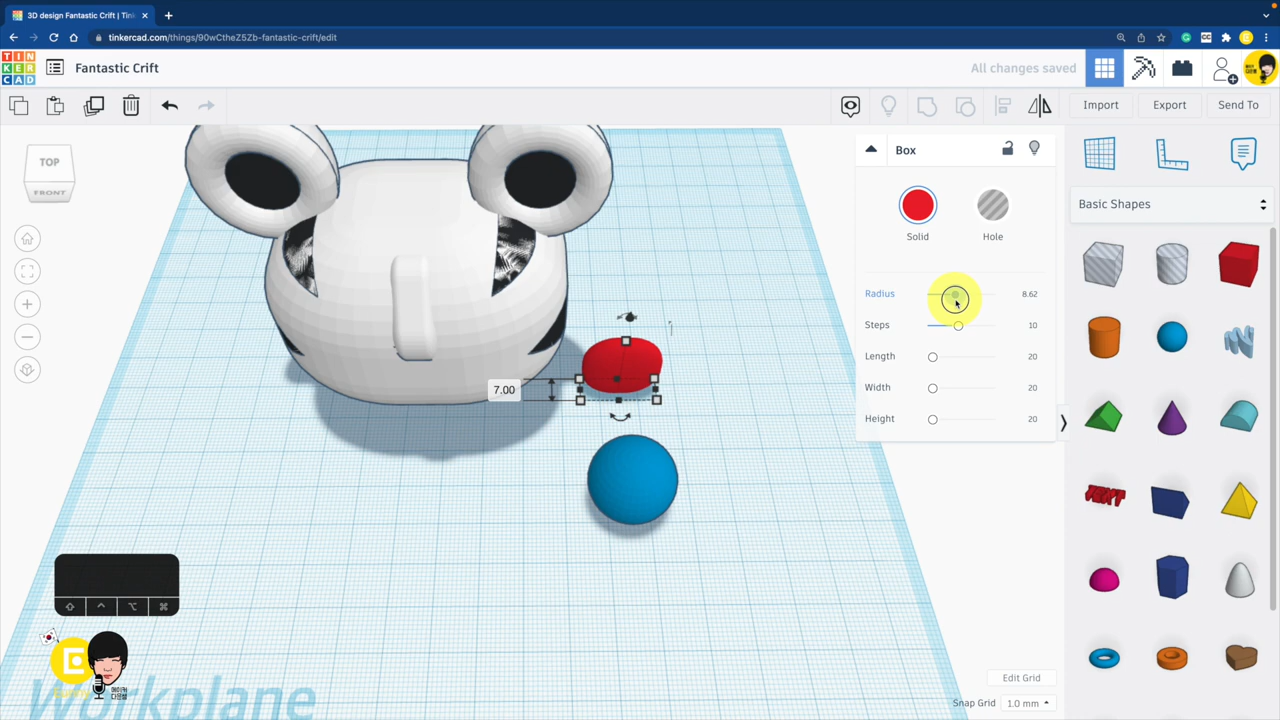 3D design Fantastic Crift | Tink
tinkercad.com/things/90wCtheZ5Zb-fantastic-crift/edit
TIN
KER
CAD
Fantastic Crift
All changes saved
Import
Export
Send To
TOP
FRONT
Box
Solid
Hole
Basic Shapes
Radius
8.62
Steps
10
Length
20
Width
20
Height
20
7.00
TEXT
Workplane
Edit Grid
Snap Grid
1.0 mm